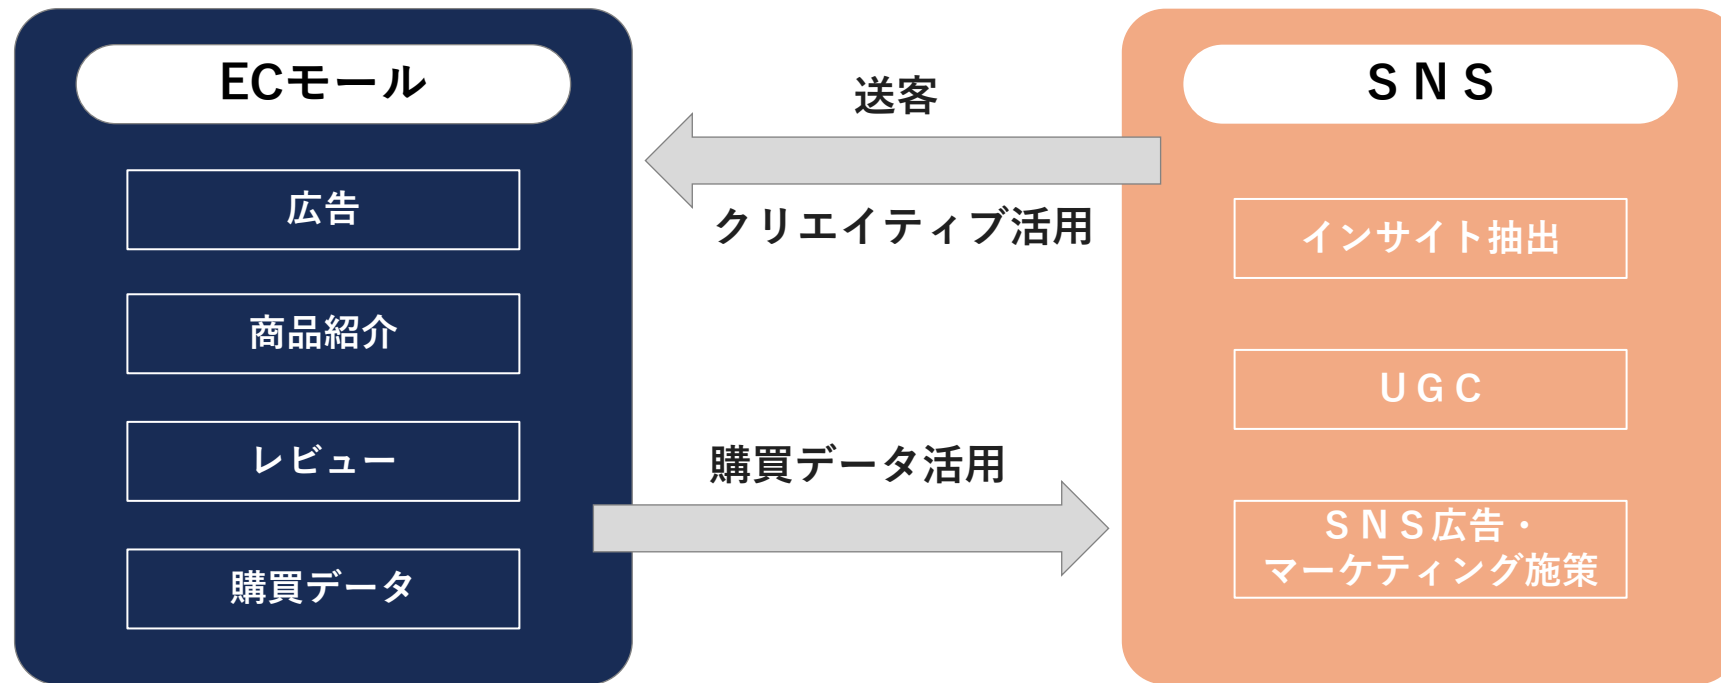 ECモール
広告
商品紹介
レビュー
購買データ
送客
クリエイティブ活用
購買データ活用
ＳＮＳ
インサイト抽出
ＵＧＣ
ＳＮＳ広告・
マーケティング施策